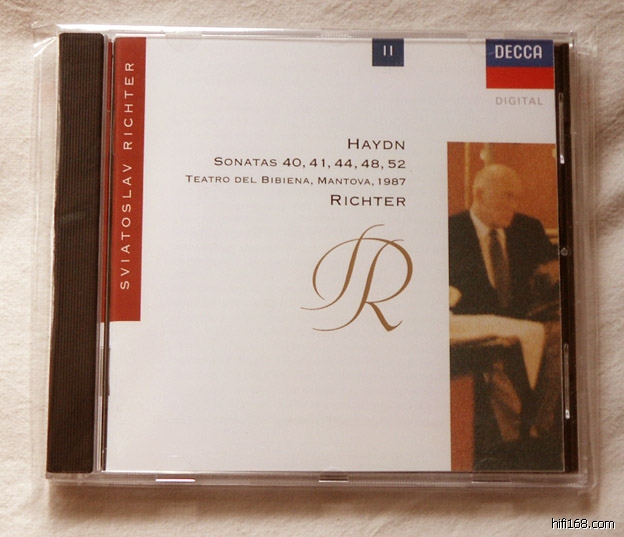 SVIATOSLAV RICHTER
11
DECCA
DIGITAL
HAYDN
SONATAS 40, 41, 44, 48, 52
TEATRO DEL BIBIENA, MANTOVA, 1987
RICHTER
SR
hifi168.com